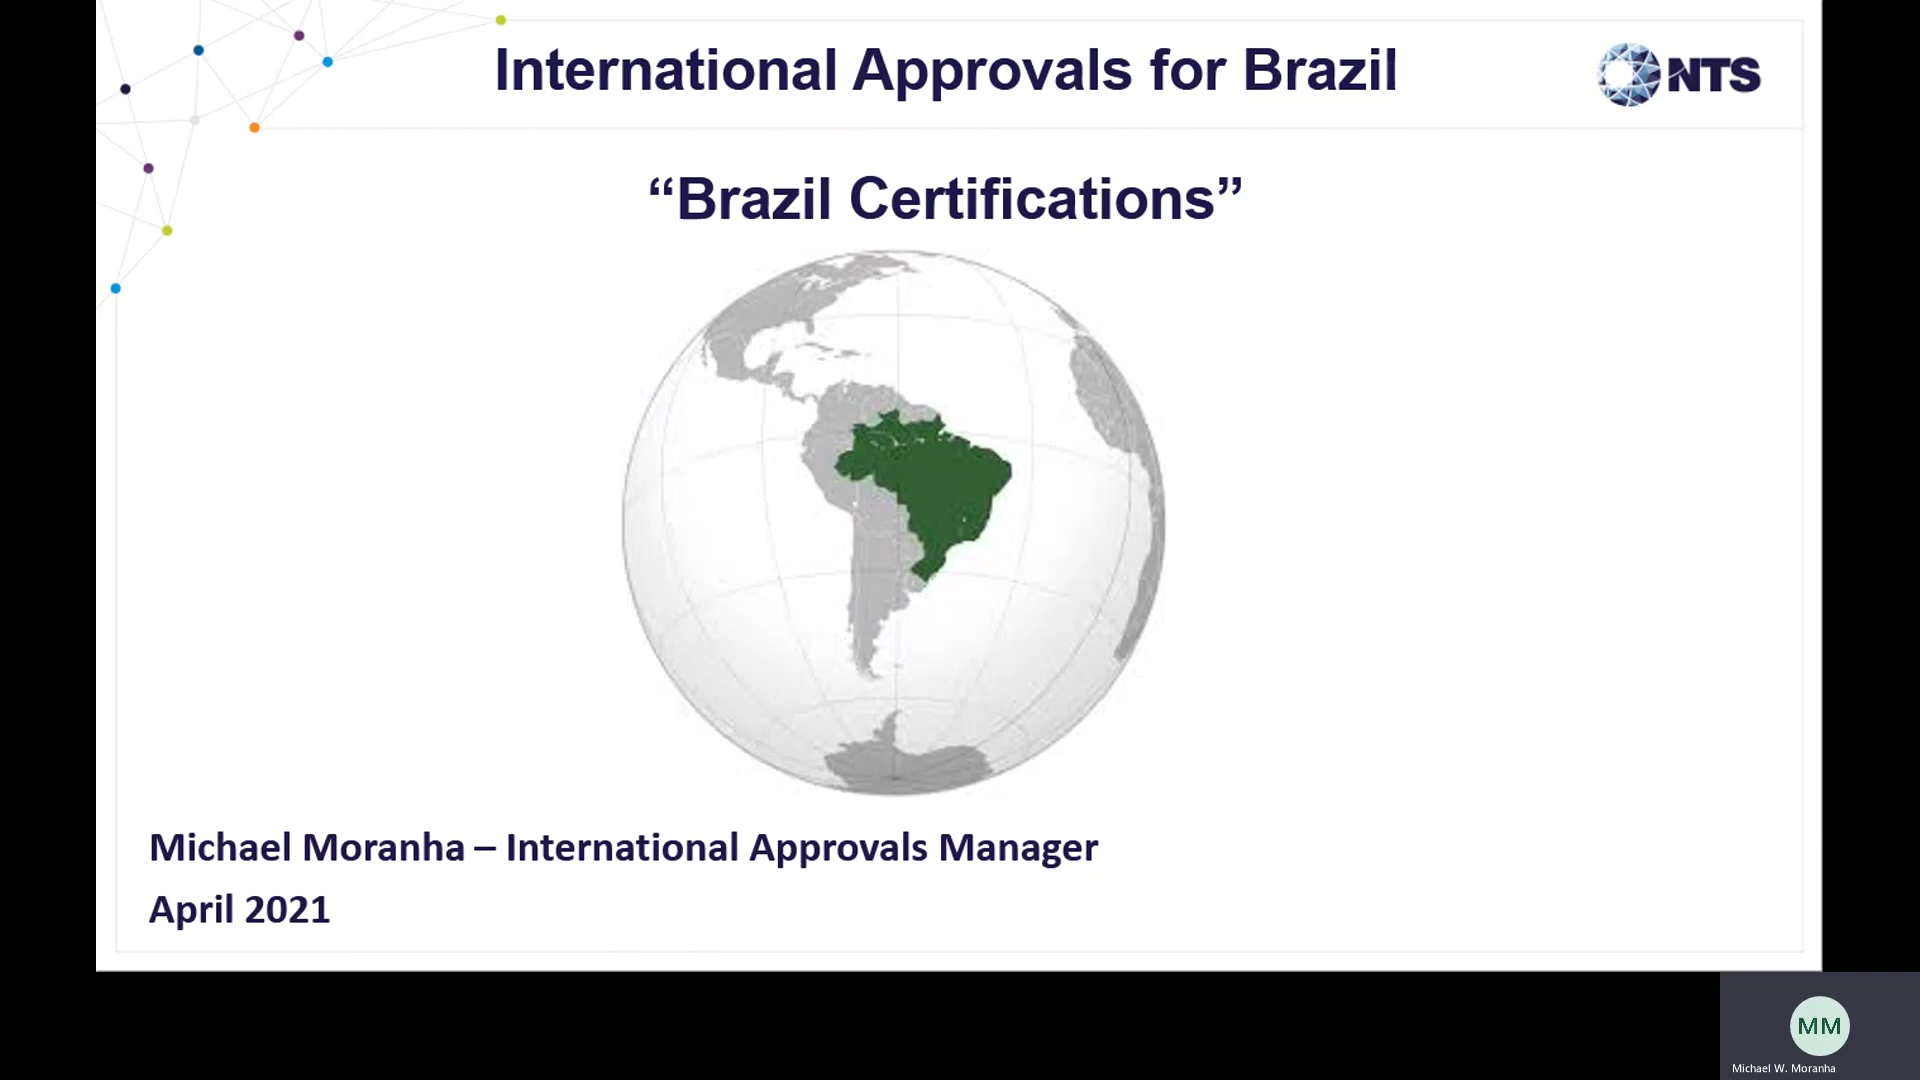 International Approvals for Brazil
NTS
“Brazil Certifications”
Michael Moranha – International Approvals Manager
April 2021
MM
Michael W. Moranha